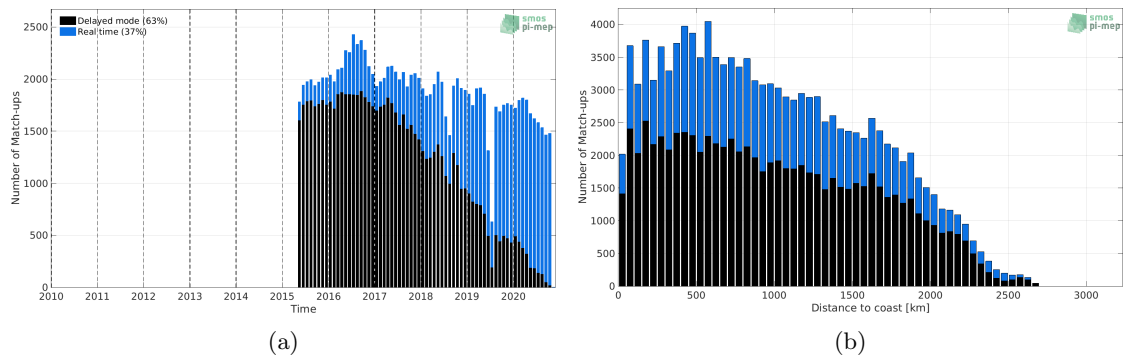 Delayed mode (63%)
Real time (37%)
smos
pi-mep
Number of Match-ups
2500
2000
1500
1000
500
0
2010 2011 2012 2013 2014 2015 2016 2017 2018 2019 2020
Time
(a)
smos
pi-mep
Number of Match-ups
4000
3500
3000
2500
2000
1500
1000
500
0
0 500 1000 1500 2000 2500 3000
Distance to coast [km]
(b)